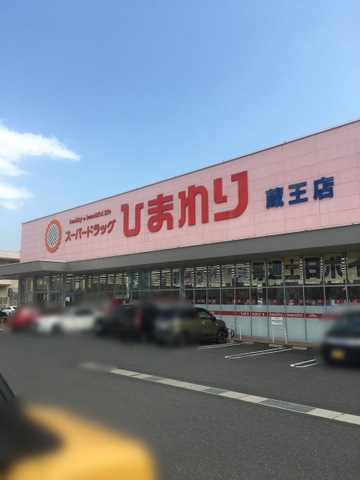 healthy & beautiful life
スーパードラッグ ひまわり 蔵王店